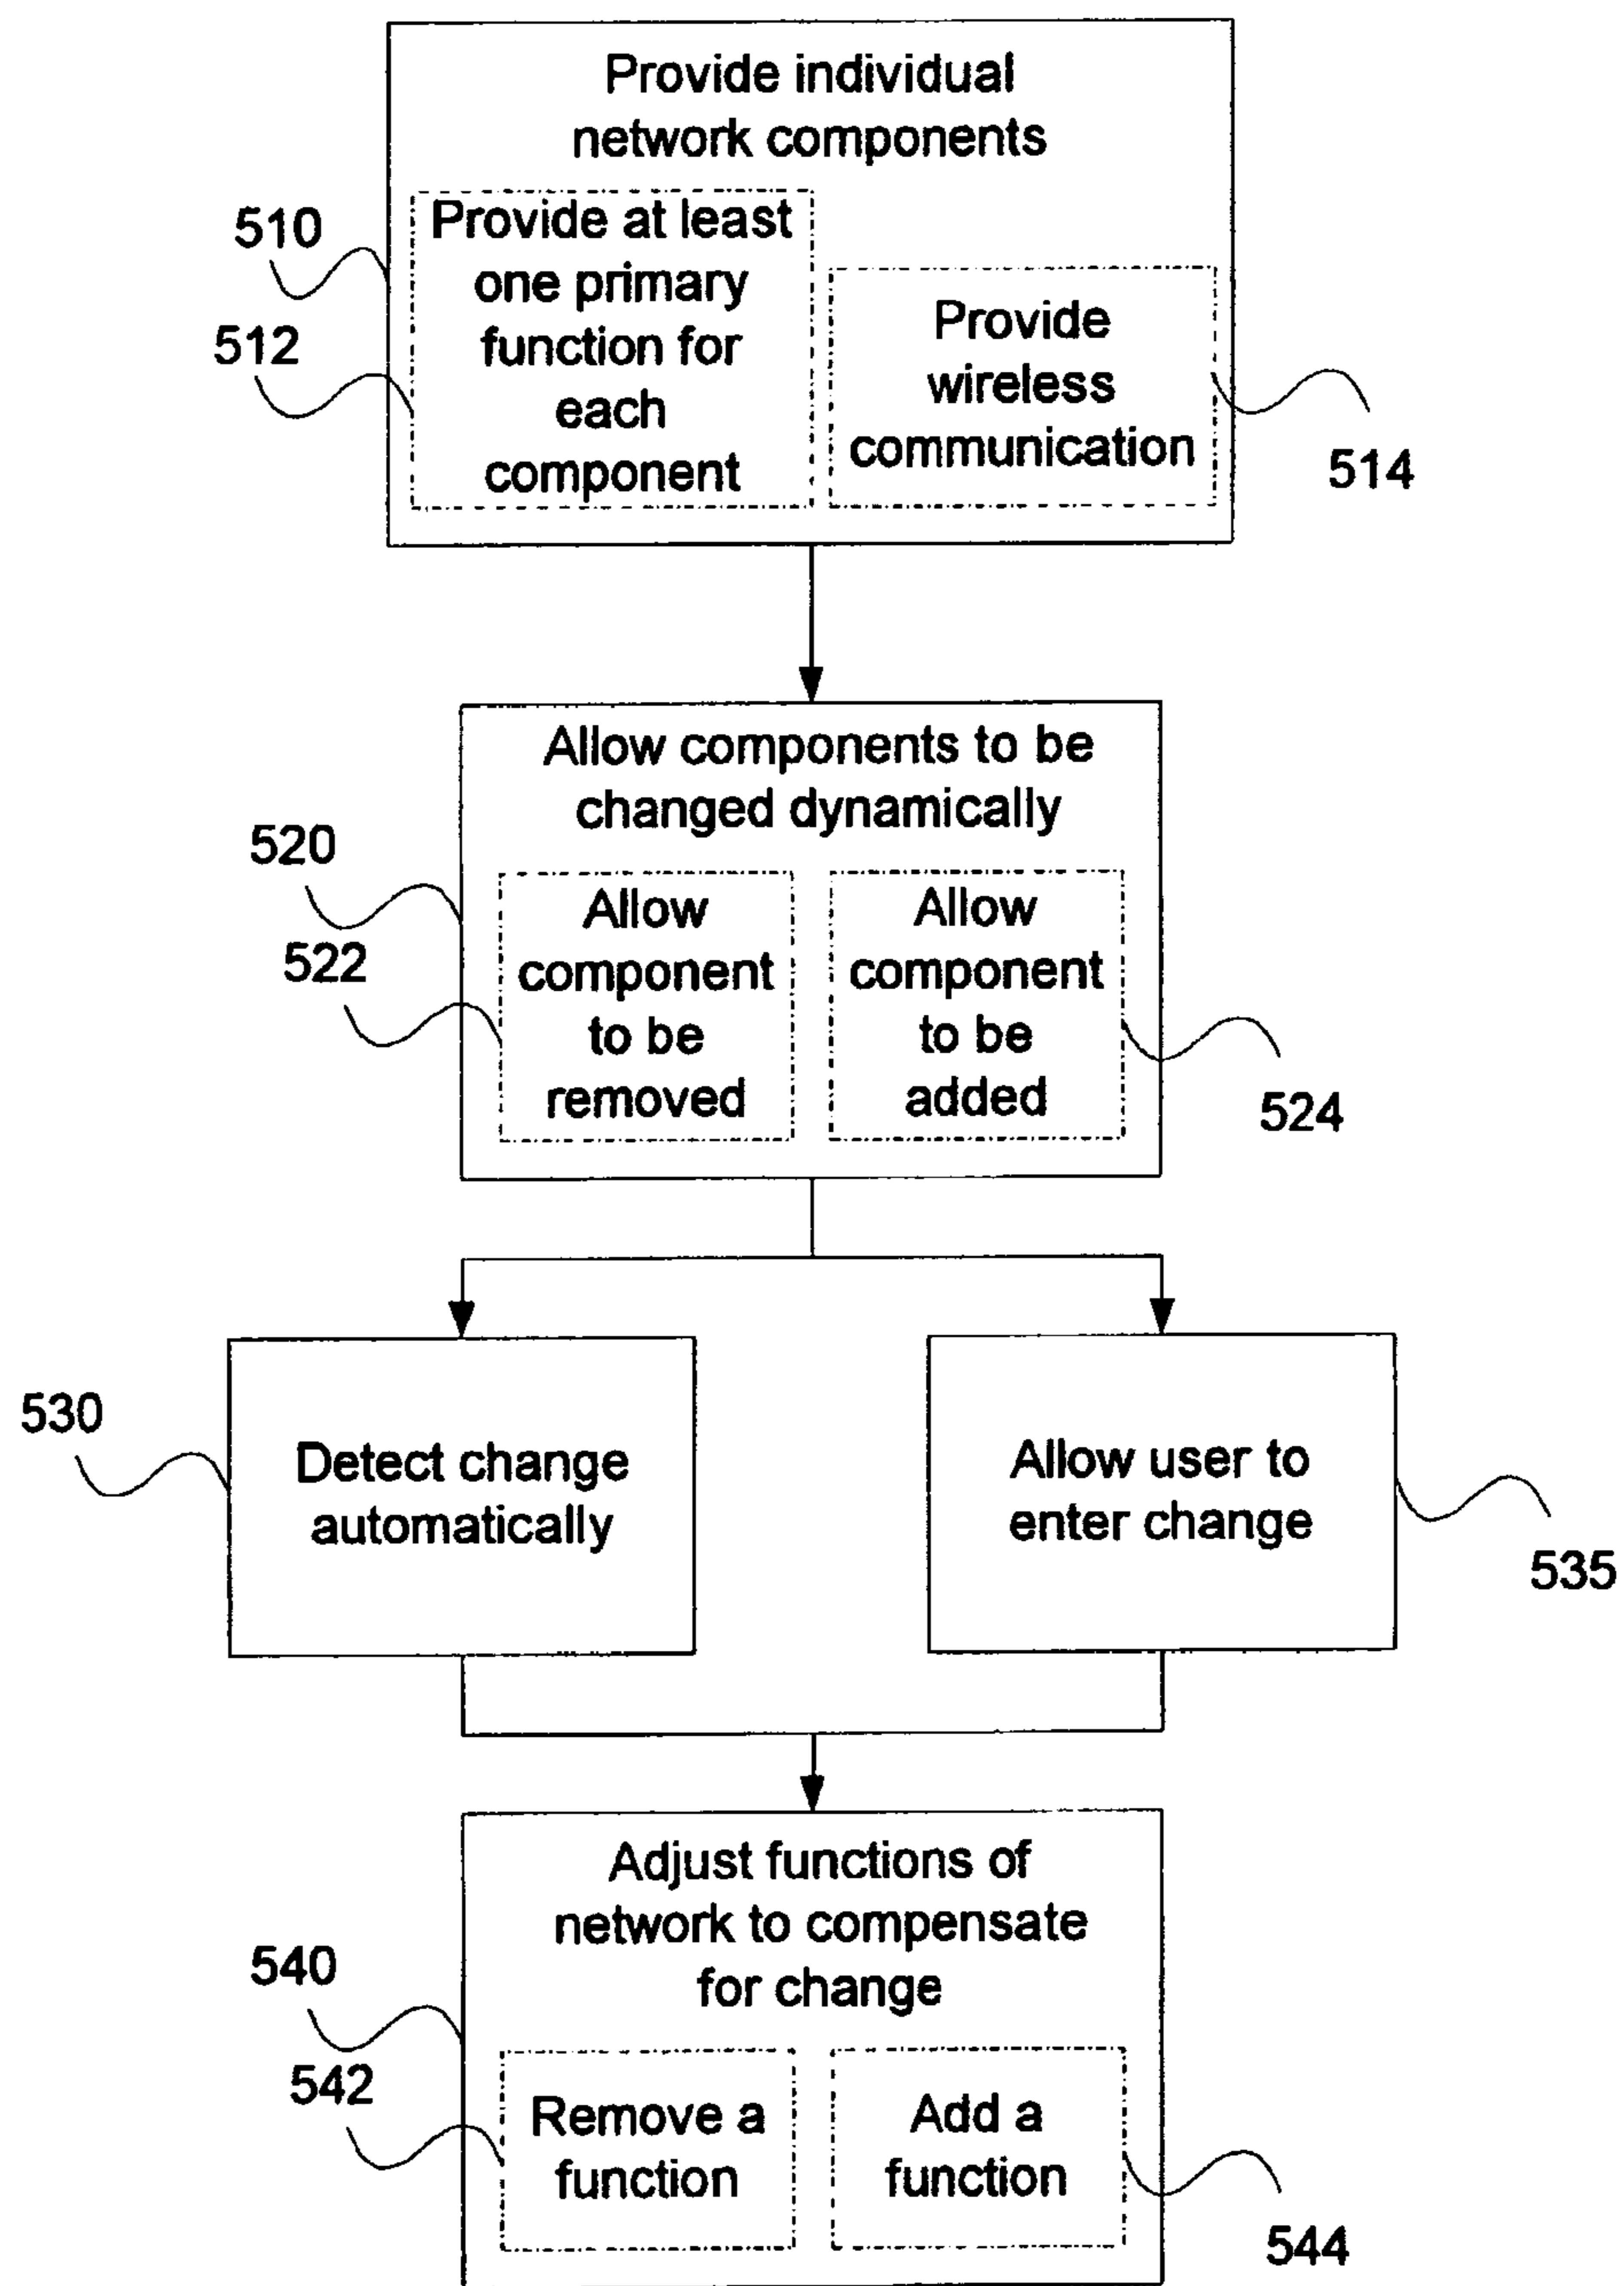 Provide individual
network components
510
Provide at least
one primary
function for
each
component
512
Provide
wireless
communication
514
Allow components to be
changed dynamically
520
522
Allow
component
to be
removed
Allow
component
to be
added
524
530
Detect change
automatically
Allow user to
enter change
535
Adjust functions of
network to compensate
for change
540
542
Remove a
function
Add a
function
544